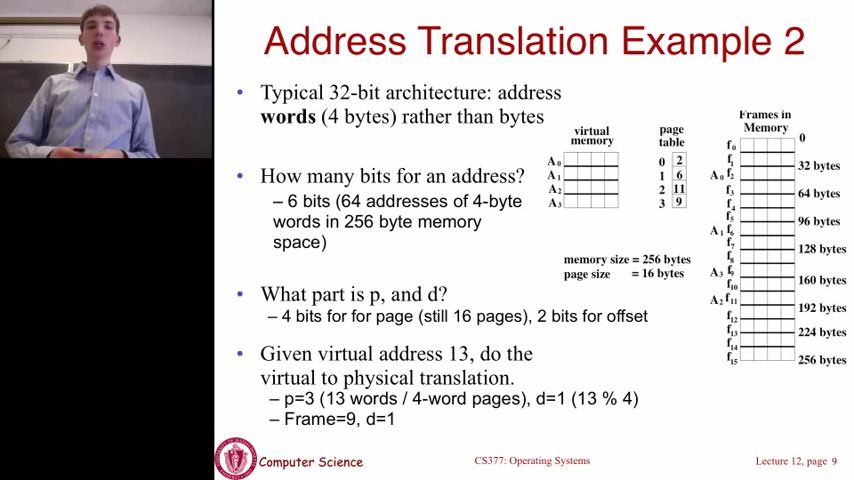 Address Translation Example 2
• Typical 32-bit architecture: address
words (4 bytes) rather than bytes
• How many bits for an address?
– 6 bits (64 addresses of 4-byte
words in 256 byte memory
space)
• What part is p, and d?
– 4 bits for for page (still 16 pages), 2 bits for offset
• Given virtual address 13, do the
virtual to physical translation.
– p=3 (13 words / 4-word pages), d=1 (13 % 4)
– Frame=9, d=1
virtual
memory
A0
A1
A2
A3
page
table
0 2
1 6
2 11
3 9
memory size = 256 bytes
page size = 16 bytes
Frames in
Memory
0
f0
f1
32 bytes
A0 f2
f3
64 bytes
f4
f5
96 bytes
A1 f6
f7
128 bytes
f8
A3 f9
160 bytes
f10
A2 f11
192 bytes
f12
f13
224 bytes
f14
f15
256 bytes
Computer Science
CS377: Operating Systems
Lecture 12, page 9